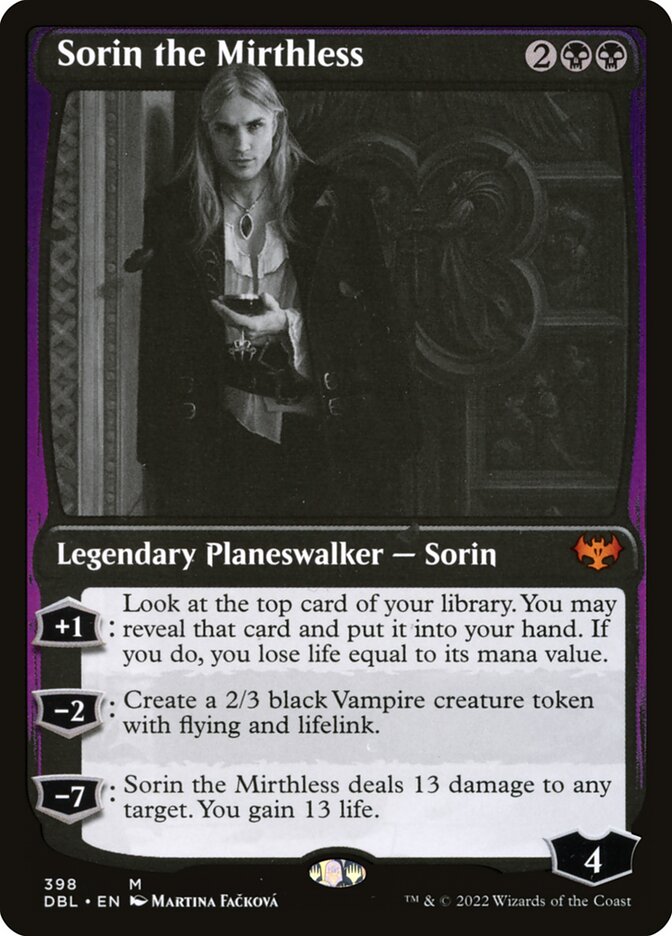 Sorin the Mirthless 2
Legendary Planeswalker — Sorin
+1: Look at the top card of your library. You may
reveal that card and put it into your hand. If
you do, you lose life equal to its mana value.
−2: Create a 2/3 black Vampire creature token
with flying and lifelink.
−7: Sorin the Mirthless deals 13 damage to any
target. You gain 13 life.
4
398 M
DBL • EN Martina Fačková ™ & © 2022 Wizards of the Coast